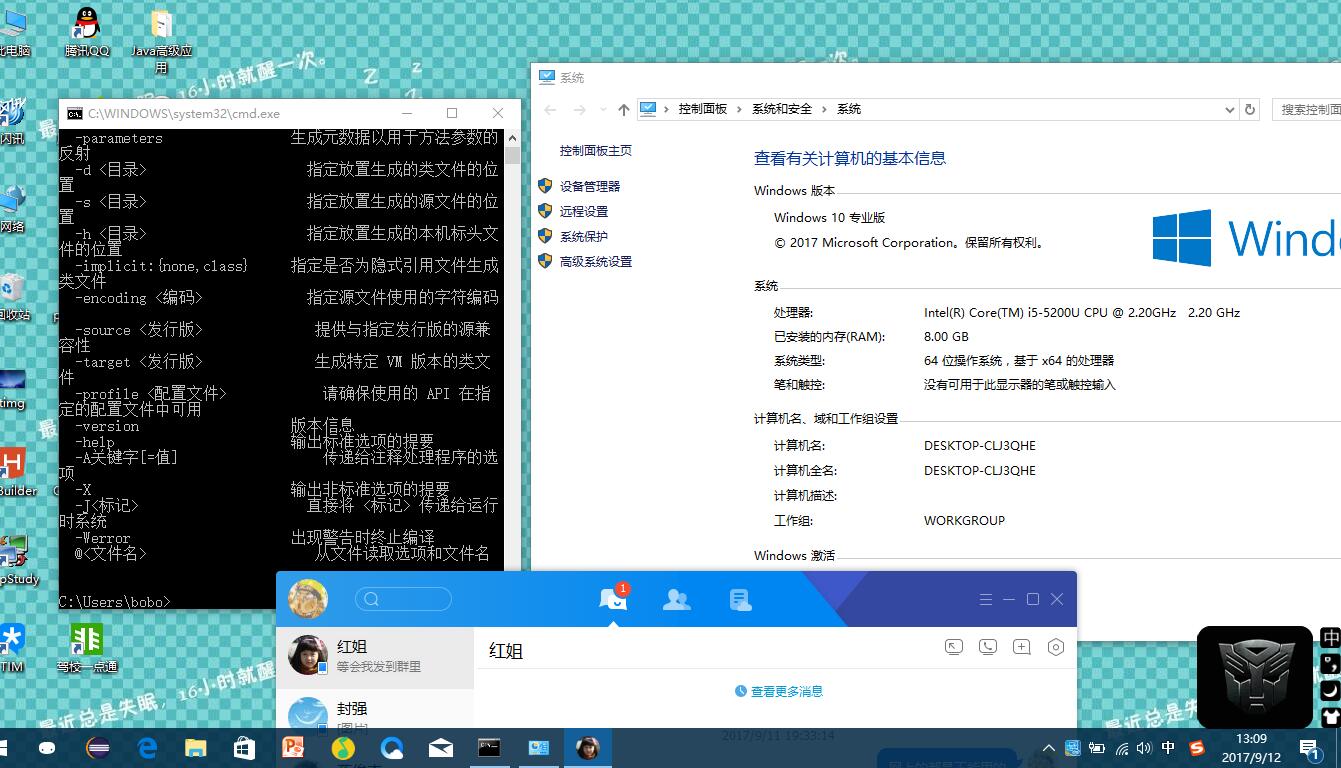 腾讯QQ
Java高级应
用
16小时就醒一次。
z z
网络
timg
Builder
TIM
驾校一点通
最近总是失眠，16小时就醒
C:\WINDOWS\system32\cmd.exe
-parameters 生成元数据以用于方法参数的
反射
-d <目录> 指定放置生成的类文件的位
置
-s <目录> 指定放置生成的源文件的位
置
-h <目录> 指定放置生成的本机标头文
件的位置
-implicit:{none,class} 指定是否为隐式引用文件生成
类文件
-encoding <编码> 指定源文件使用的字符编码
-source <发行版> 提供与指定发行版的源兼
容性
-target <发行版> 生成特定 VM 版本的类文
件
-profile <配置文件> 请确保使用的 API 在指
定的配置文件中可用
-version 版本信息
-help 输出标准选项的提要
-A关键字[=值] 传递给注释处理程序的选
项
-X 输出非标准选项的提要
-J<标记> 直接将 <标记> 传递给运行
时系统
-Werror 出现警告时终止编译
@<文件名> 从文件读取选项和文件名
C:\Users\bobo>
系统
控制面板 系统和安全 系统
搜索控制面
控制面板主页
设备管理器
远程设置
系统保护
高级系统设置
查看有关计算机的基本信息
Windows 版本
Windows 10 专业版
© 2017 Microsoft Corporation。保留所有权利。
Wind
系统
处理器: Intel(R) Core(TM) i5-5200U CPU @ 2.20GHz 2.20 GHz
已安装的内存(RAM): 8.00 GB
系统类型: 64 位操作系统，基于 x64 的处理器
笔和触控: 没有可用于此显示器的笔或触控输入
计算机名、域和工作组设置
计算机名: DESKTOP-CLJ3QHE
计算机全名: DESKTOP-CLJ3QHE
计算机描述:
工作组: WORKGROUP
Windows 激活
1
红姐
等会我发到群里
封强
[图片]
红姐
查看更多消息
2017/9/11 19:33:14
最近总是失
中
中
13:09
2017/9/12
1